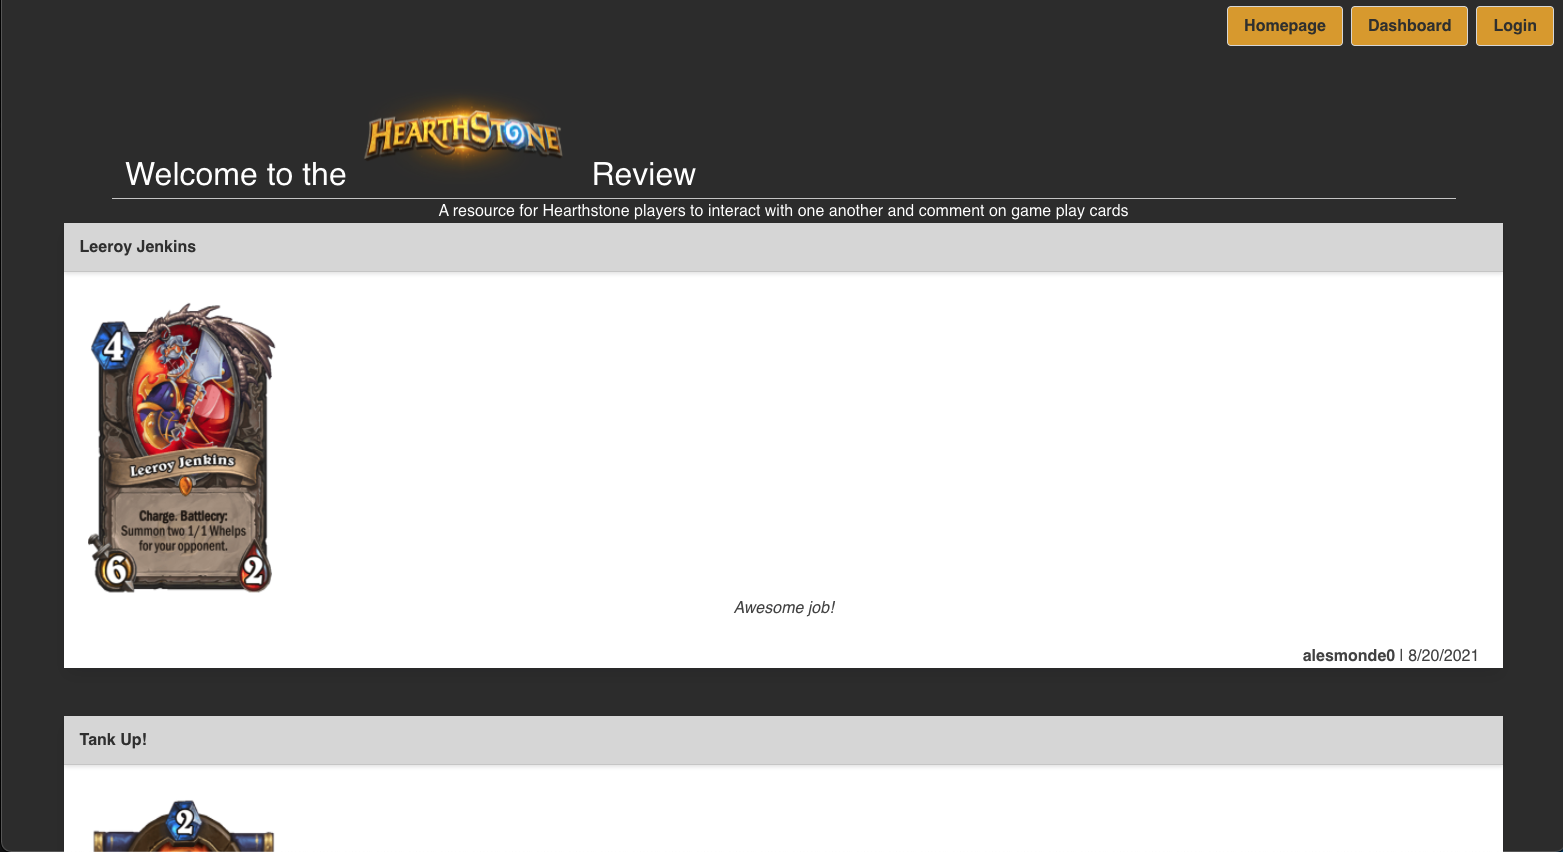 Homepage Dashboard Login
HEARTHSTONE
Welcome to the Review
A resource for Hearthstone players to interact with one another and comment on game play cards
Leeroy Jenkins
4
Leeroy Jenkins
Charge. Battlecry:
Summon two 1/1 Whelps
for your opponent.
6 2
Awesome job!
alesmonde0 | 8/20/2021
Tank Up!
2